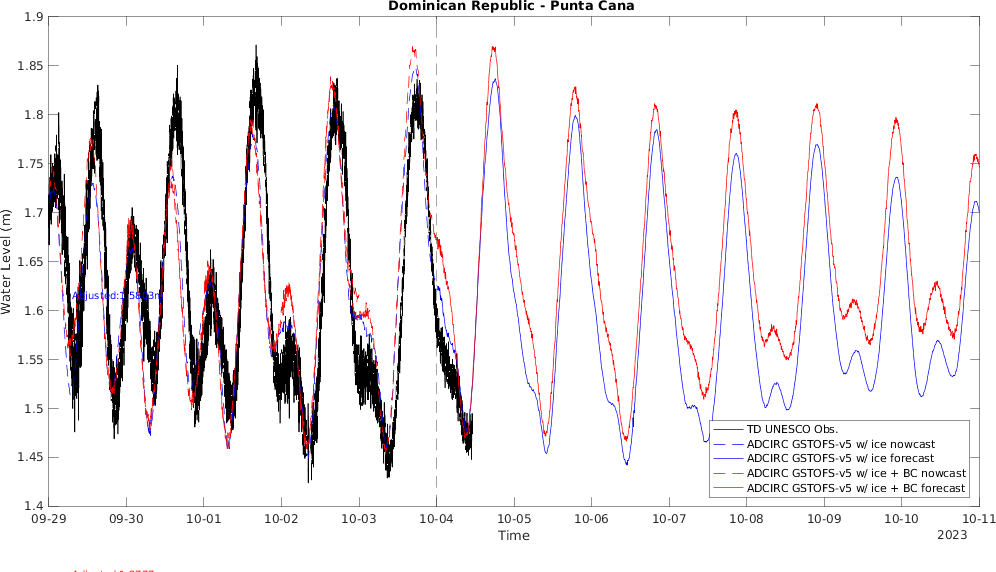 Dominican Republic - Punta Cana
1.9
1.85
1.8
1.75
1.7
1.65
1.6
1.55
1.5
1.45
1.4
Water Level (m)
TD UNESCO Obs.
ADCIRC GSTOFS-v5 w/ ice nowcast
ADCIRC GSTOFS-v5 w/ ice forecast
ADCIRC GSTOFS-v5 w/ ice + BC nowcast
ADCIRC GSTOFS-v5 w/ ice + BC forecast
09-29 09-30 10-01 10-02 10-03 10-04 10-05 10-06 10-07 10-08 10-09 10-10 10-11
Time
2023